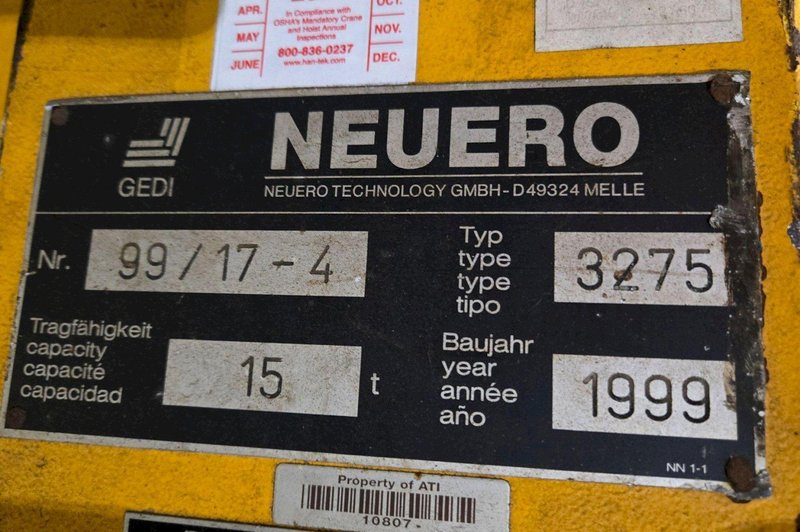 APR.
MAY
JUNE
In Compliance with
OSHA's Mandatory Crane
and Hoist Annual
Inspections
800-836-0237
www.han-tek.com
OCT.
NOV.
DEC.
GEDI
NEUERO
NEUERO TECHNOLOGY GMBH - D49324 MELLE
Nr. 99/17-4
Typ
type
type
tipo
3275
Tragfähigkeit
capacity
capacité
capacidad
15 t
Baujahr
year
année
año
1999
NN 1-1
Property of ATI
10807